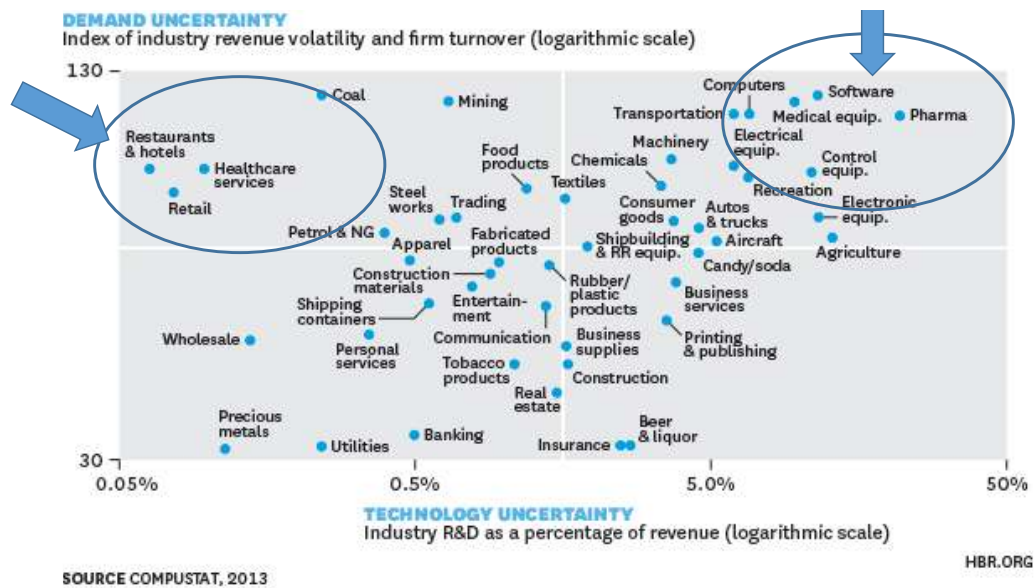 DEMAND UNCERTAINTY
Index of industry revenue volatility and firm turnover (logarithmic scale)
130
Coal
Mining
Computers
Software
Transportation
Medical equip.
Pharma
Restaurants
& hotels
Healthcare
services
Retail
Food
products
Machinery
Electrical
equip.
Chemicals
Control
equip.
Textiles
Recreation
Steel
works
Trading
Consumer
goods
Autos
& trucks
Electronic
equip.
Petrol & NG
Apparel
Fabricated
products
Shipbuilding
& RR equip.
Aircraft
Agriculture
Candy/soda
Construction
materials
Rubber/
plastic
products
Shipping
containers
Entertain-
ment
Business
services
Wholesale
Personal
services
Communication
Business
supplies
Printing
& publishing
Tobacco
products
Construction
Real
estate
Precious
metals
Utilities
Banking
Insurance
Beer
& liquor
30
0.05%
0.5%
5.0%
50%
TECHNOLOGY UNCERTAINTY
Industry R&D as a percentage of revenue (logarithmic scale)
HBR.ORG
SOURCE COMPUSTAT, 2013